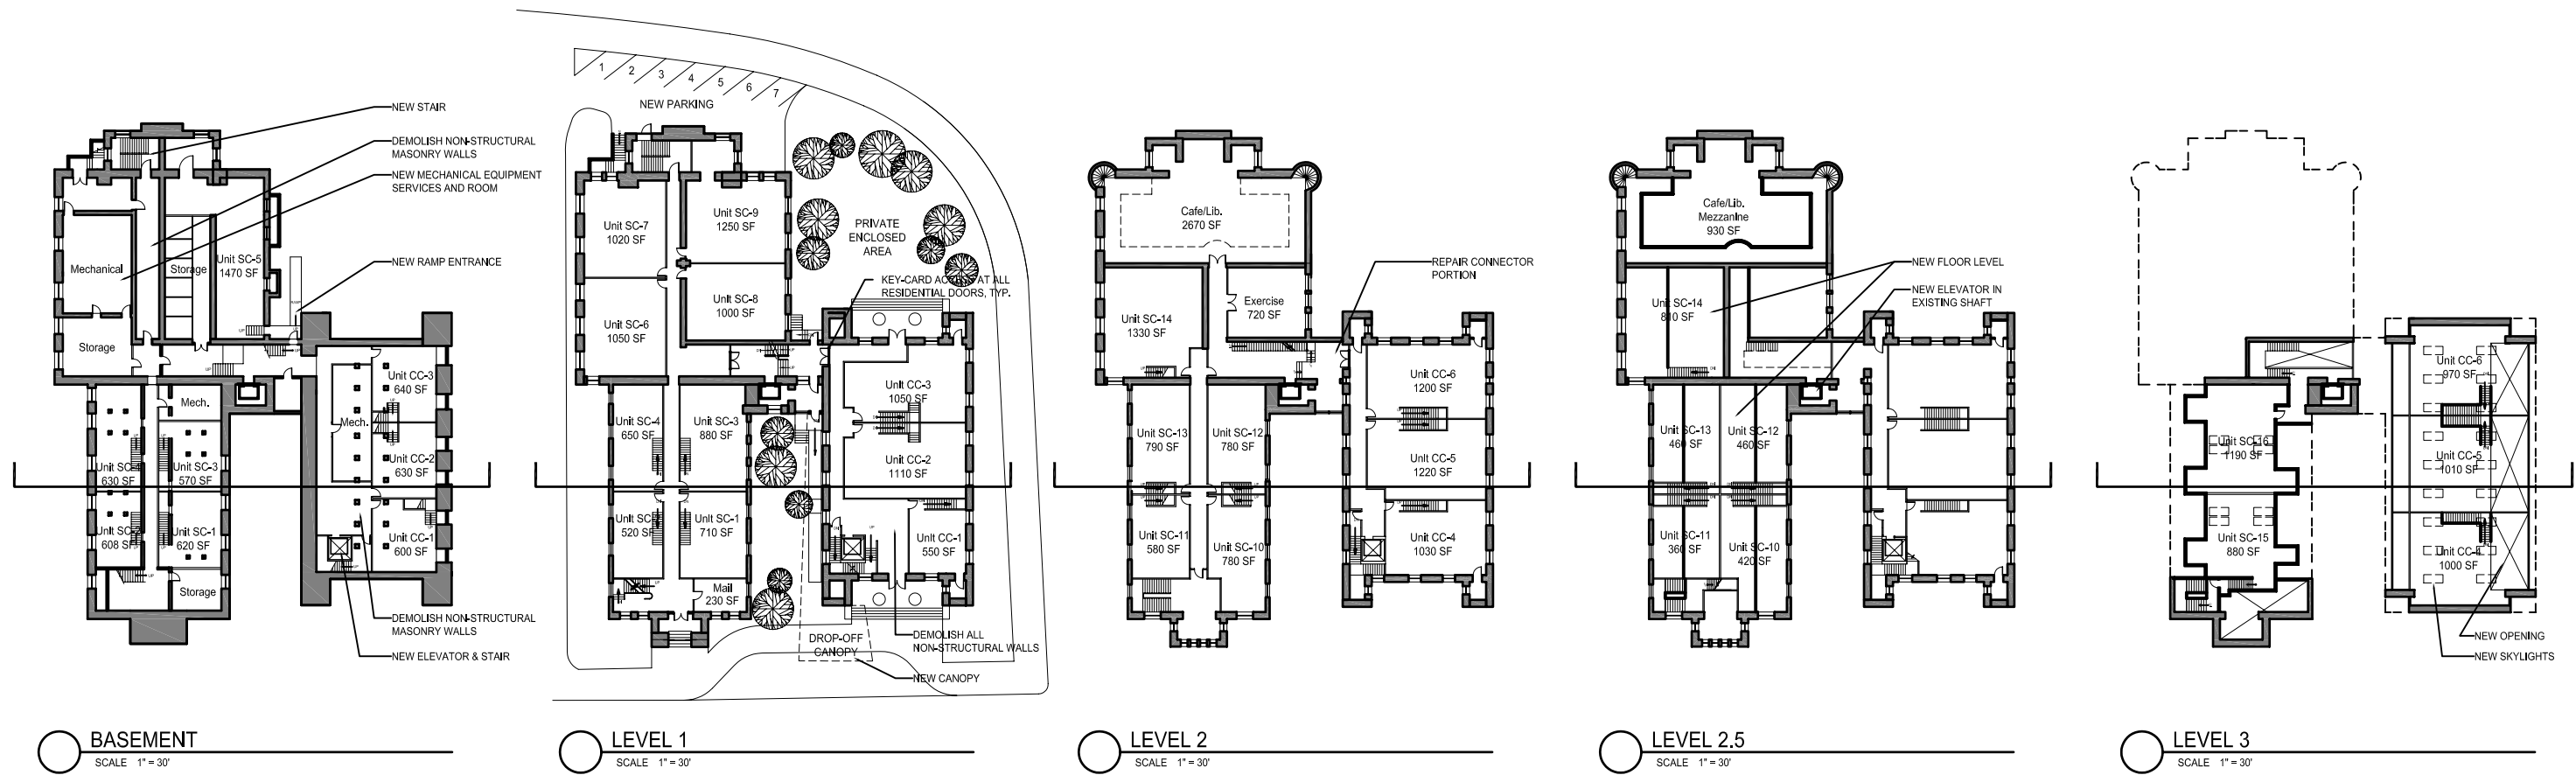 NEW STAIR
DEMOLISH NON-STRUCTURAL
MASONRY WALLS
NEW MECHANICAL EQUIPMENT
SERVICES AND ROOM
Mechanical
Storage
Unit SC-5
1470 SF
NEW RAMP ENTRANCE
Storage
Unit CC-3
640 SF
Mech.
Mech.
Unit SC-4
630 SF
Unit SC-3
570 SF
Unit CC-2
630 SF
Unit SC-2
608 SF
Unit SC-1
620 SF
Unit CC-1
600 SF
Storage
DEMOLISH NON-STRUCTURAL
MASONRY WALLS
NEW ELEVATOR & STAIR
BASEMENT
SCALE 1" = 30'
1
2
3
4
5
6
7
NEW PARKING
Unit SC-7
1020 SF
Unit SC-9
1250 SF
PRIVATE
ENCLOSED
AREA
KEY-CARD ACCESS AT ALL
RESIDENTIAL DOORS, TYP.
Unit SC-6
1050 SF
Unit SC-8
1000 SF
Unit CC-3
1050 SF
Unit SC-4
650 SF
Unit SC-3
880 SF
Unit CC-2
1110 SF
Unit SC-2
520 SF
Unit SC-1
710 SF
Unit CC-1
550 SF
Mail
230 SF
DROP-OFF
CANOPY
DEMOLISH ALL
NON-STRUCTURAL WALLS
NEW CANOPY
LEVEL 1
SCALE 1" = 30'
Cafe/Lib.
2670 SF
REPAIR CONNECTOR
PORTION
Exercise
720 SF
Unit SC-14
1330 SF
Unit CC-6
1200 SF
Unit SC-13
790 SF
Unit SC-12
780 SF
Unit CC-5
1220 SF
Unit SC-11
580 SF
Unit SC-10
780 SF
Unit CC-4
1030 SF
LEVEL 2
SCALE 1" = 30'
Cafe/Lib.
Mezzanine
930 SF
NEW FLOOR LEVEL
NEW ELEVATOR IN
EXISTING SHAFT
Unit SC-14
810 SF
Unit SC-13
460 SF
Unit SC-12
460 SF
Unit SC-11
360 SF
Unit SC-10
420 SF
LEVEL 2.5
SCALE 1" = 30'
Unit CC-6
970 SF
Unit SC-16
1190 SF
Unit CC-5
1010 SF
Unit SC-15
880 SF
Unit CC-4
1000 SF
NEW OPENING
NEW SKYLIGHTS
LEVEL 3
SCALE 1" = 30'